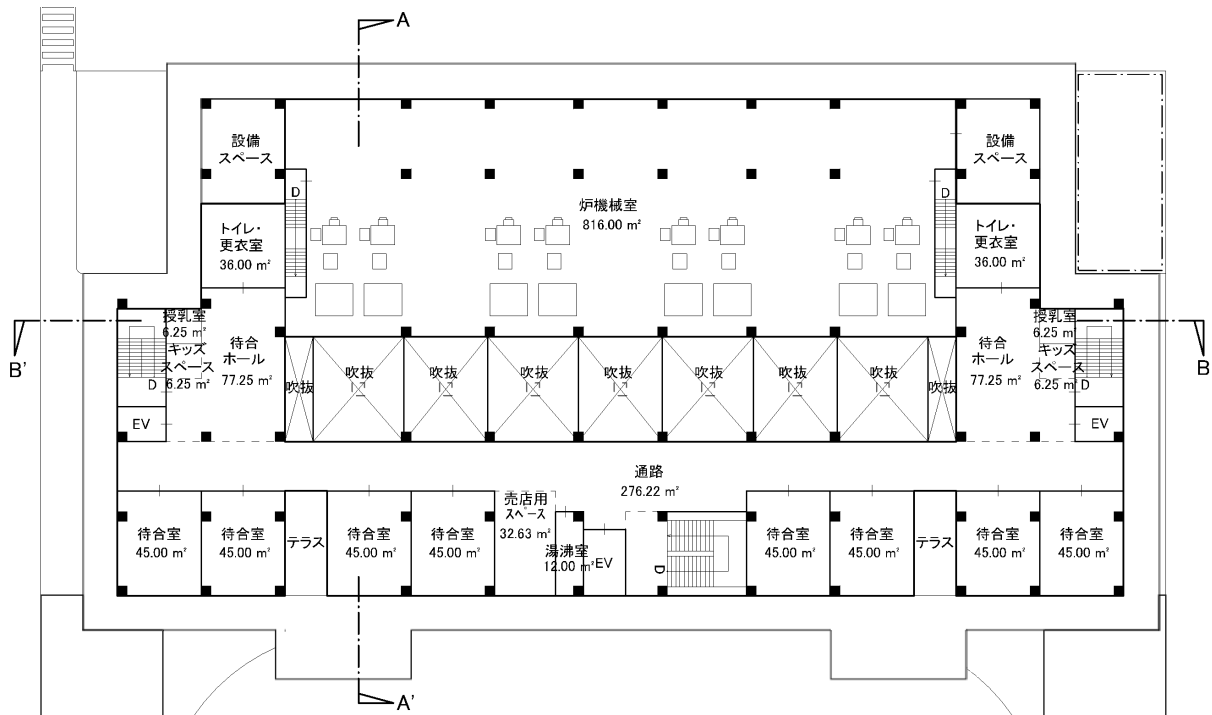 A
設備
スペース
設備
スペース
D
D
炉機械室
816.00 m²
トイレ・
更衣室
36.00 m²
トイレ・
更衣室
36.00 m²
B'
授乳室
6.25 m²
キッズ
スペース
6.25 m²
D
EV
待合
ホール
77.25 m²
吹抜
吹抜
吹抜
吹抜
吹抜
吹抜
吹抜
吹抜
吹抜
待合
ホール
77.25 m²
授乳室
6.25 m²
キッズ
スペース
6.25 m²
D
EV
B
通路
276.22 m²
待合室
45.00 m²
待合室
45.00 m²
テラス
待合室
45.00 m²
待合室
45.00 m²
売店用
スペース
32.63 m²
湯沸室
12.00 m²
EV
D
待合室
45.00 m²
待合室
45.00 m²
テラス
待合室
45.00 m²
待合室
45.00 m²
A'